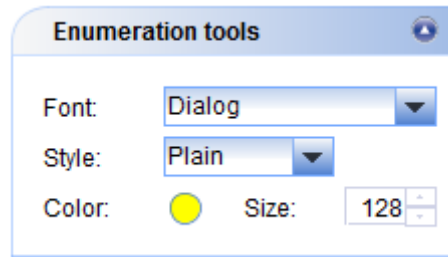 Enumeration tools
Font: Dialog
Style: Plain
Color: Size: 128